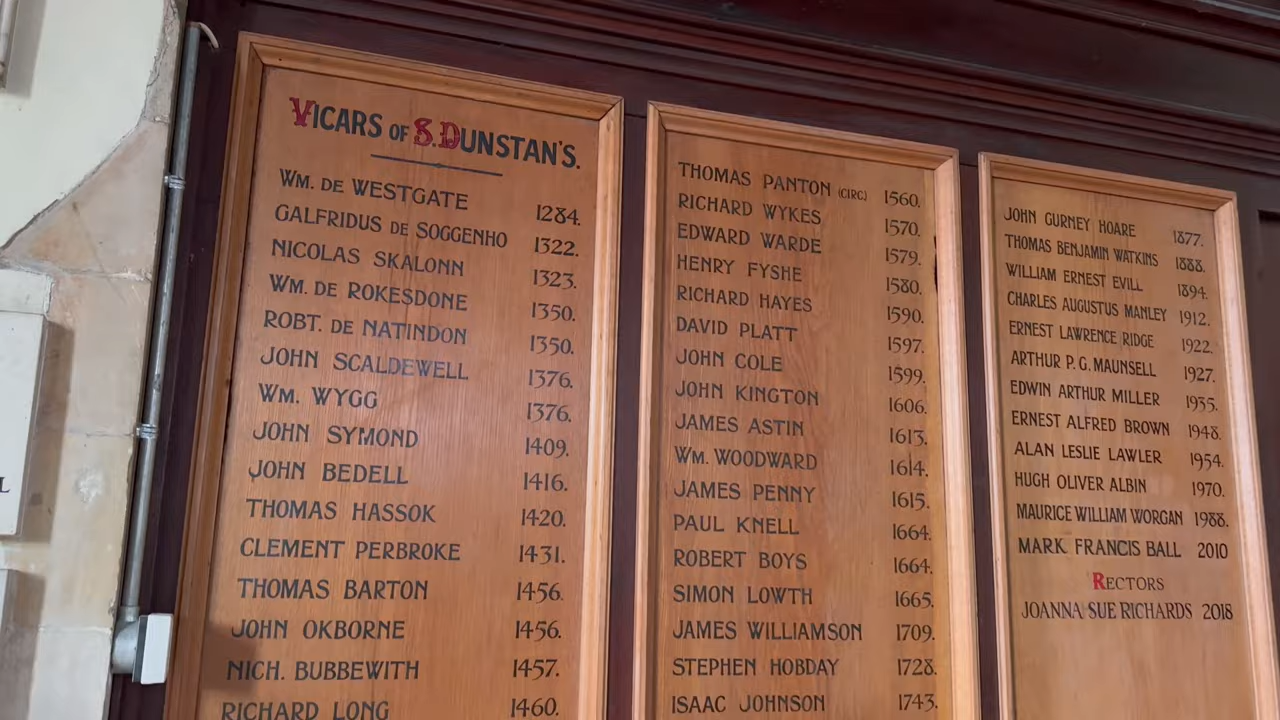 VICARS OF S. DUNSTAN'S.
WM. DE WESTGATE 1284.
GALFRIDUS DE SOGGENHO 1322.
NICOLAS SKALONN 1323.
WM. DE ROKESDONE 1350.
ROBT. DE NATINDON 1350.
JOHN SCALDEWELL 1376.
WM. WYGG 1376.
JOHN SYMOND 1409.
JOHN BEDELL 1416.
THOMAS HASSOK 1420.
CLEMENT PERBROKE 1431.
THOMAS BARTON 1456.
JOHN OKBORNE 1456.
NICH. BUBBEWITH 1457.
RICHARD LONG 1460.
THOMAS PANTON (CIRC.) 1560.
RICHARD WYKES 1570.
EDWARD WARDE 1579.
HENRY FYSHE 1580.
RICHARD HAYES 1590.
DAVID PLATT 1597.
JOHN COLE 1599.
JOHN KINGTON 1606.
JAMES ASTIN 1613.
WM. WOODWARD 1614.
JAMES PENNY 1615.
PAUL KNELL 1664.
ROBERT BOYS 1664.
SIMON LOWTH 1665.
JAMES WILLIAMSON 1709.
STEPHEN HOBDAY 1728.
ISAAC JOHNSON 1743.
JOHN GURNEY HOARE 1877.
THOMAS BENJAMIN WATKINS 1888.
WILLIAM ERNEST EVILL 1894.
CHARLES AUGUSTUS MANLEY 1912.
ERNEST LAWRENCE RIDGE 1922.
ARTHUR P. G. MAUNSELL 1927.
EDWIN ARTHUR MILLER 1935.
ERNEST ALFRED BROWN 1948.
ALAN LESLIE LAWLER 1954.
HUGH OLIVER ALBIN 1970.
MAURICE WILLIAM WORGAN 1988.
MARK FRANCIS BALL 2010
RECTORS
JOANNA SUE RICHARDS 2018